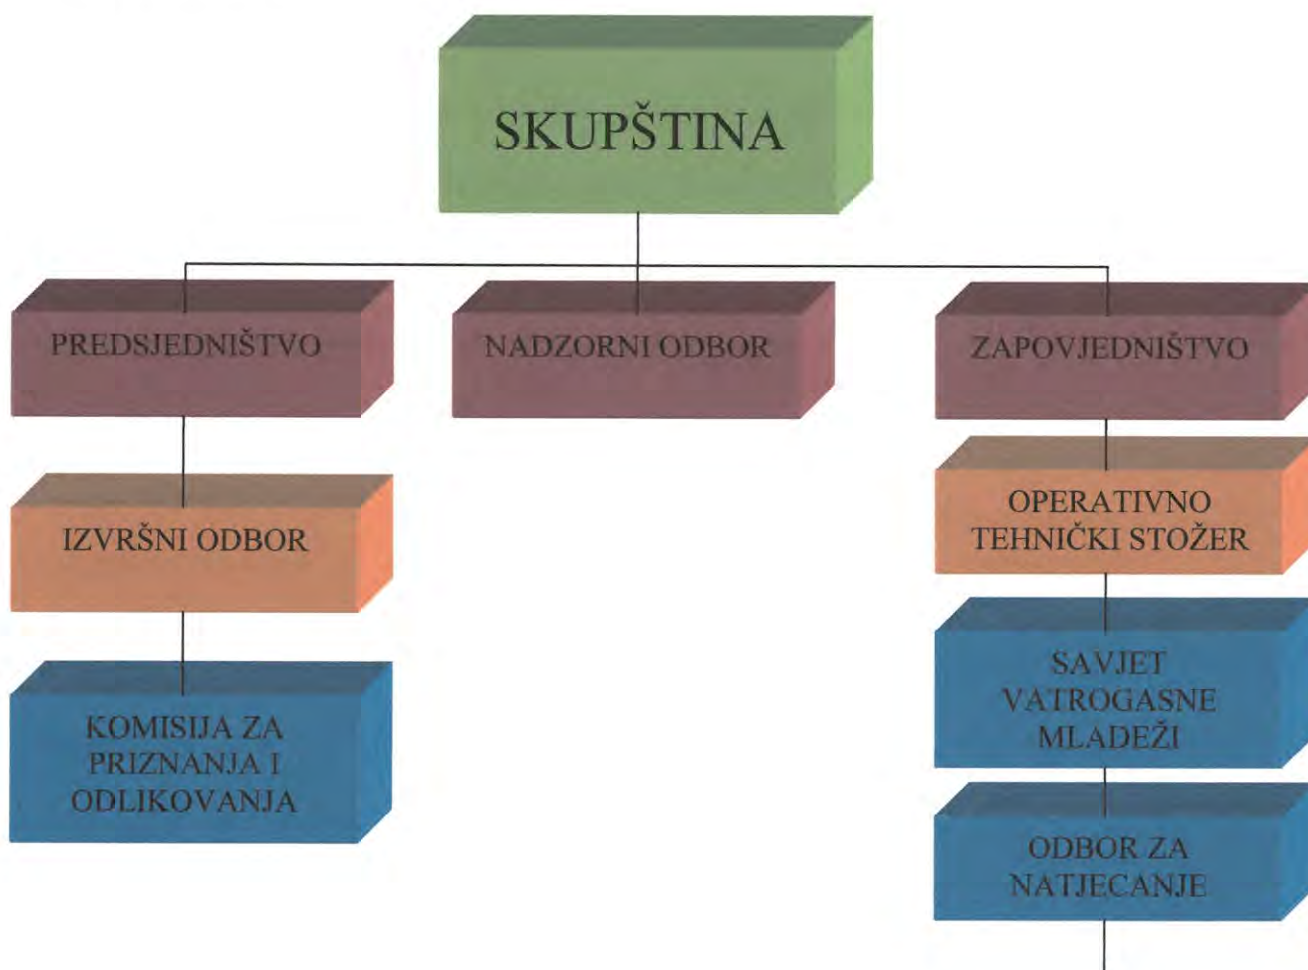 SKUPŠTINA
PREDSJEDNIŠTVO
NADZORNI ODBOR
ZAPOVJEDNIŠTVO
IZVRŠNI ODBOR
OPERATIVNO
TEHNIČKI STOŽER
KOMISIJA ZA
PRIZNANJA I
ODLIKOVANJA
SAVJET
VATROGASNE
MLADEŽI
ODBOR ZA
NATJECANJE